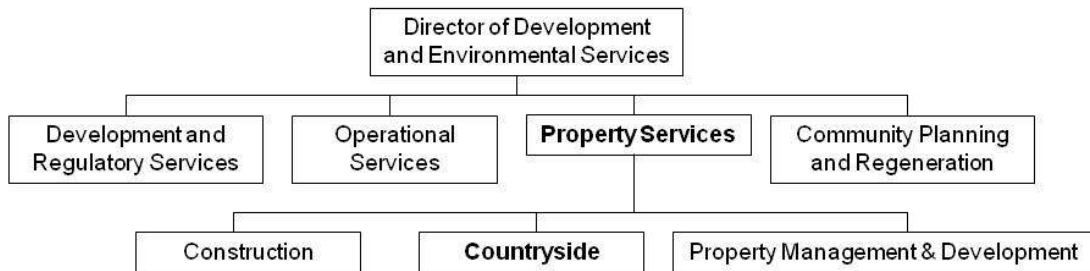 Director of Development
and Environmental Services
Development and
Regulatory Services
Operational
Services
Property Services
Community Planning
and Regeneration
Construction
Countryside
Property Management & Development